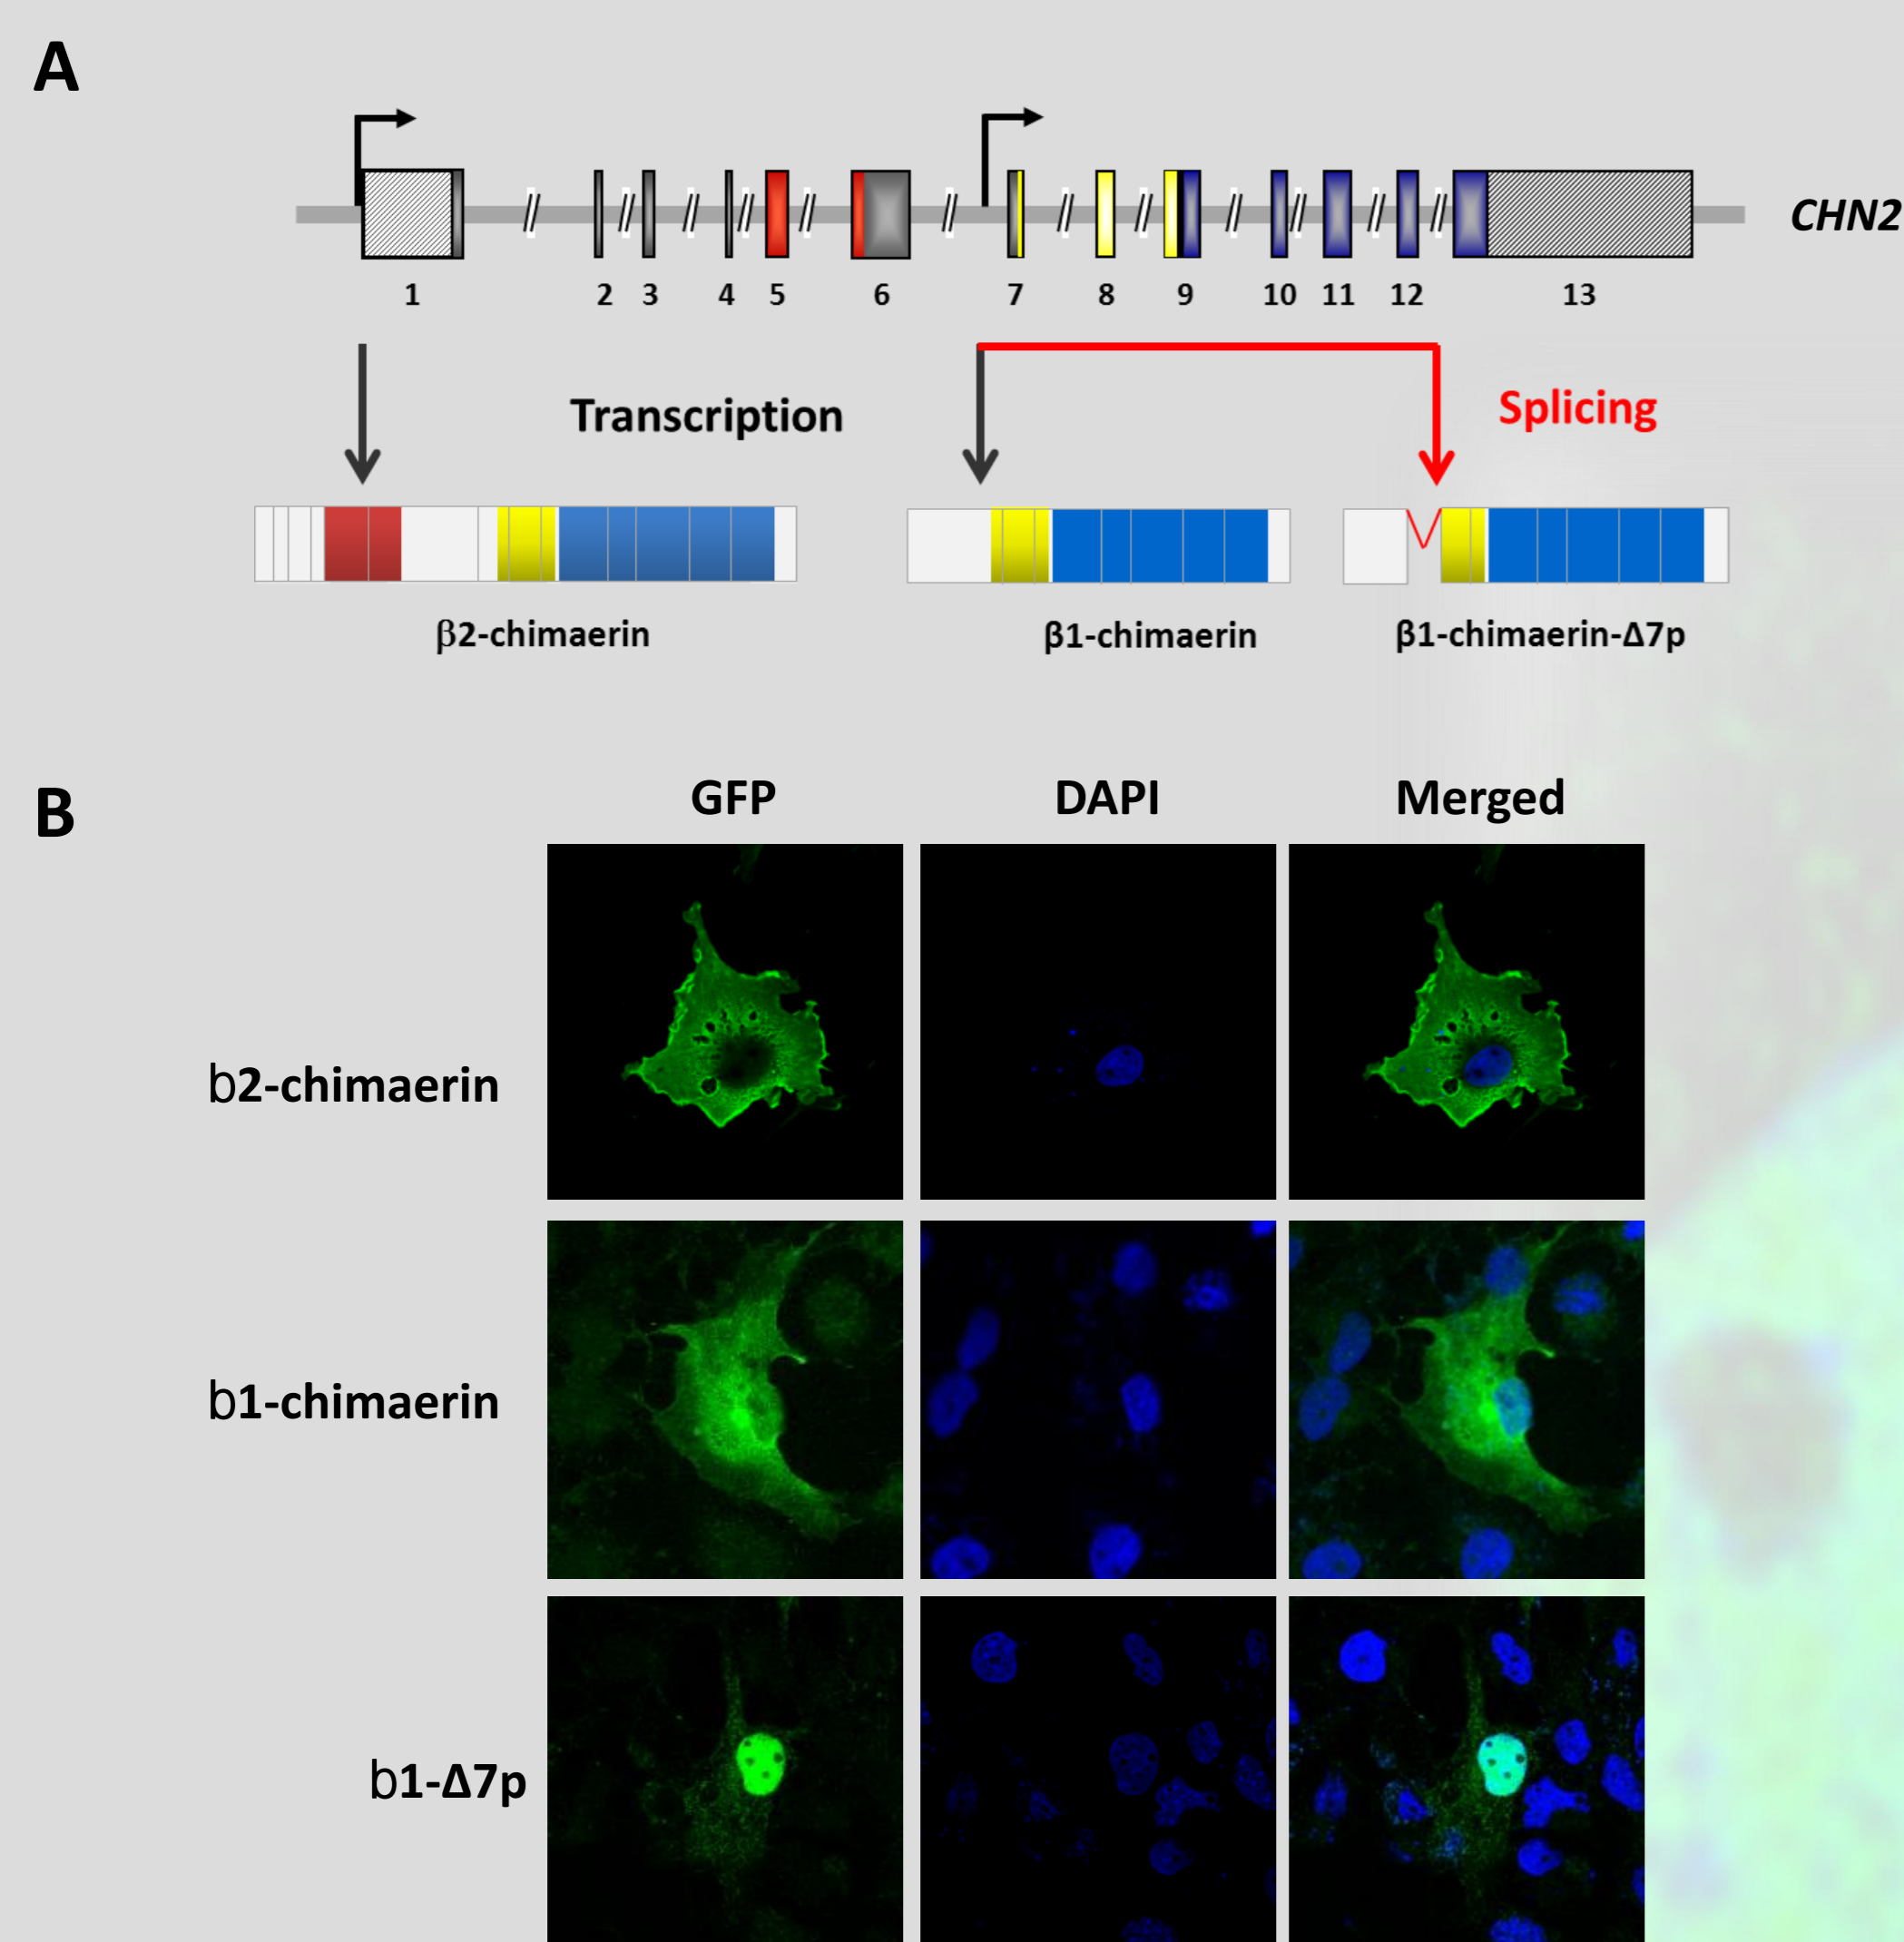 A
CHN2
1 2 3 4 5 6 7 8 9 10 11 12 13
Transcription
Splicing
β2-chimaerin
β1-chimaerin
β1-chimaerin-Δ7p
B
GFP DAPI Merged
b2-chimaerin
b1-chimaerin
b1-Δ7p